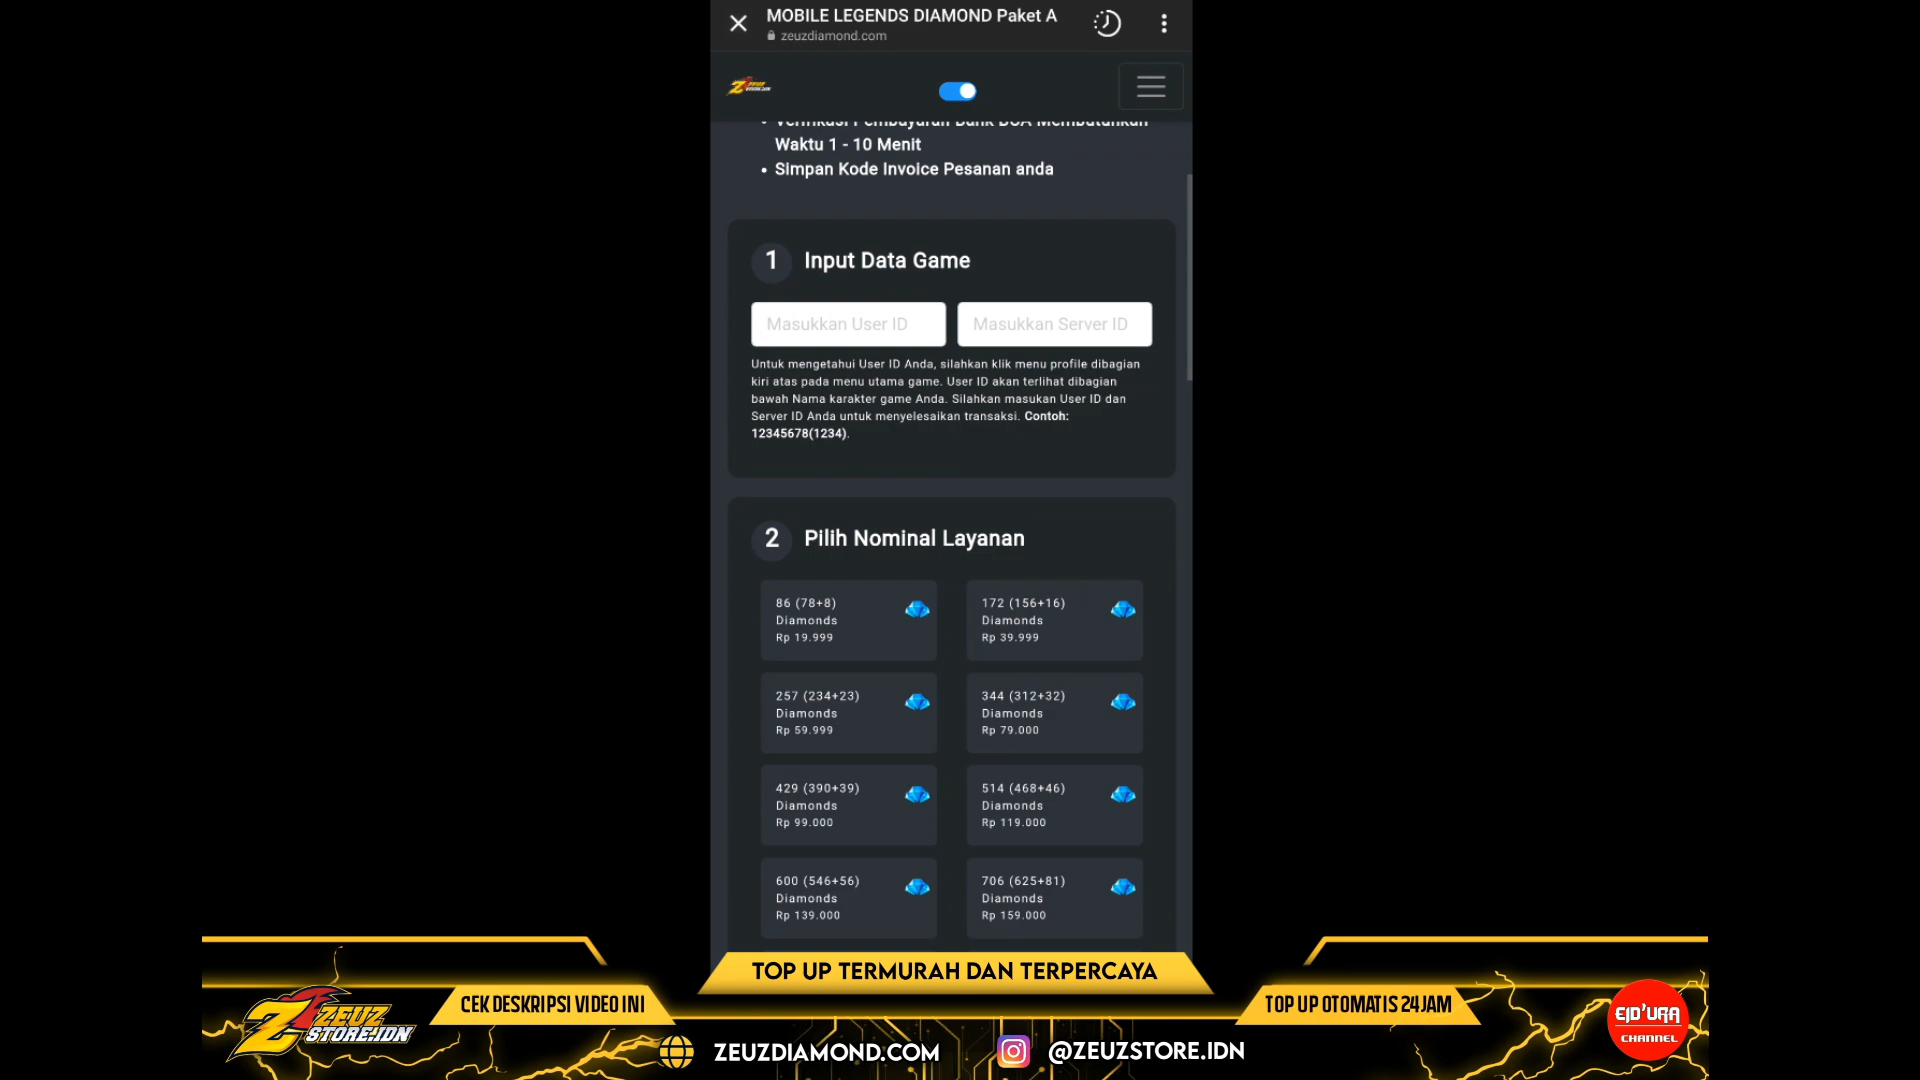 MOBILE LEGENDS DIAMOND Paket A
zeuzdiamond.com
Verifikasi Pembayaran Bank BCA Membutuhkan
Waktu 1 - 10 Menit
Simpan Kode Invoice Pesanan anda
1 Input Data Game
Masukkan User ID
Masukkan Server ID
Untuk mengetahui User ID Anda, silahkan klik menu profile dibagian
kiri atas pada menu utama game. User ID akan terlihat dibagian
bawah Nama karakter game Anda. Silahkan masukan User ID dan
Server ID Anda untuk menyelesaikan transaksi. Contoh:
12345678(1234).
2 Pilih Nominal Layanan
86 (78+8)
Diamonds
Rp 19.999
172 (156+16)
Diamonds
Rp 39.999
257 (234+23)
Diamonds
Rp 59.999
344 (312+32)
Diamonds
Rp 79.000
429 (390+39)
Diamonds
Rp 99.000
514 (468+46)
Diamonds
Rp 119.000
600 (546+56)
Diamonds
Rp 139.000
706 (625+81)
Diamonds
Rp 159.000
TOP UP TERMURAH DAN TERPERCAYA
ZEUZ
STORE.IDN
CEK DESKRIPSI VIDEO INI
TOP UP OTOMATIS 24 JAM
ZEUZDIAMOND.COM
@ZEUZSTORE.IDN
EJD'URA
CHANNEL